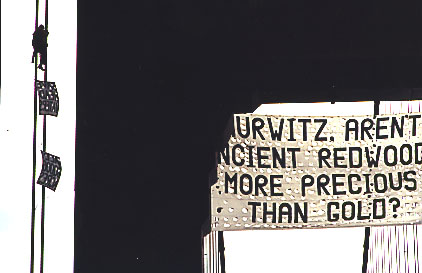 URWITZ, AREN'T
NCIENT REDWOOD
MORE PRECIOUS
THAN GOLD?